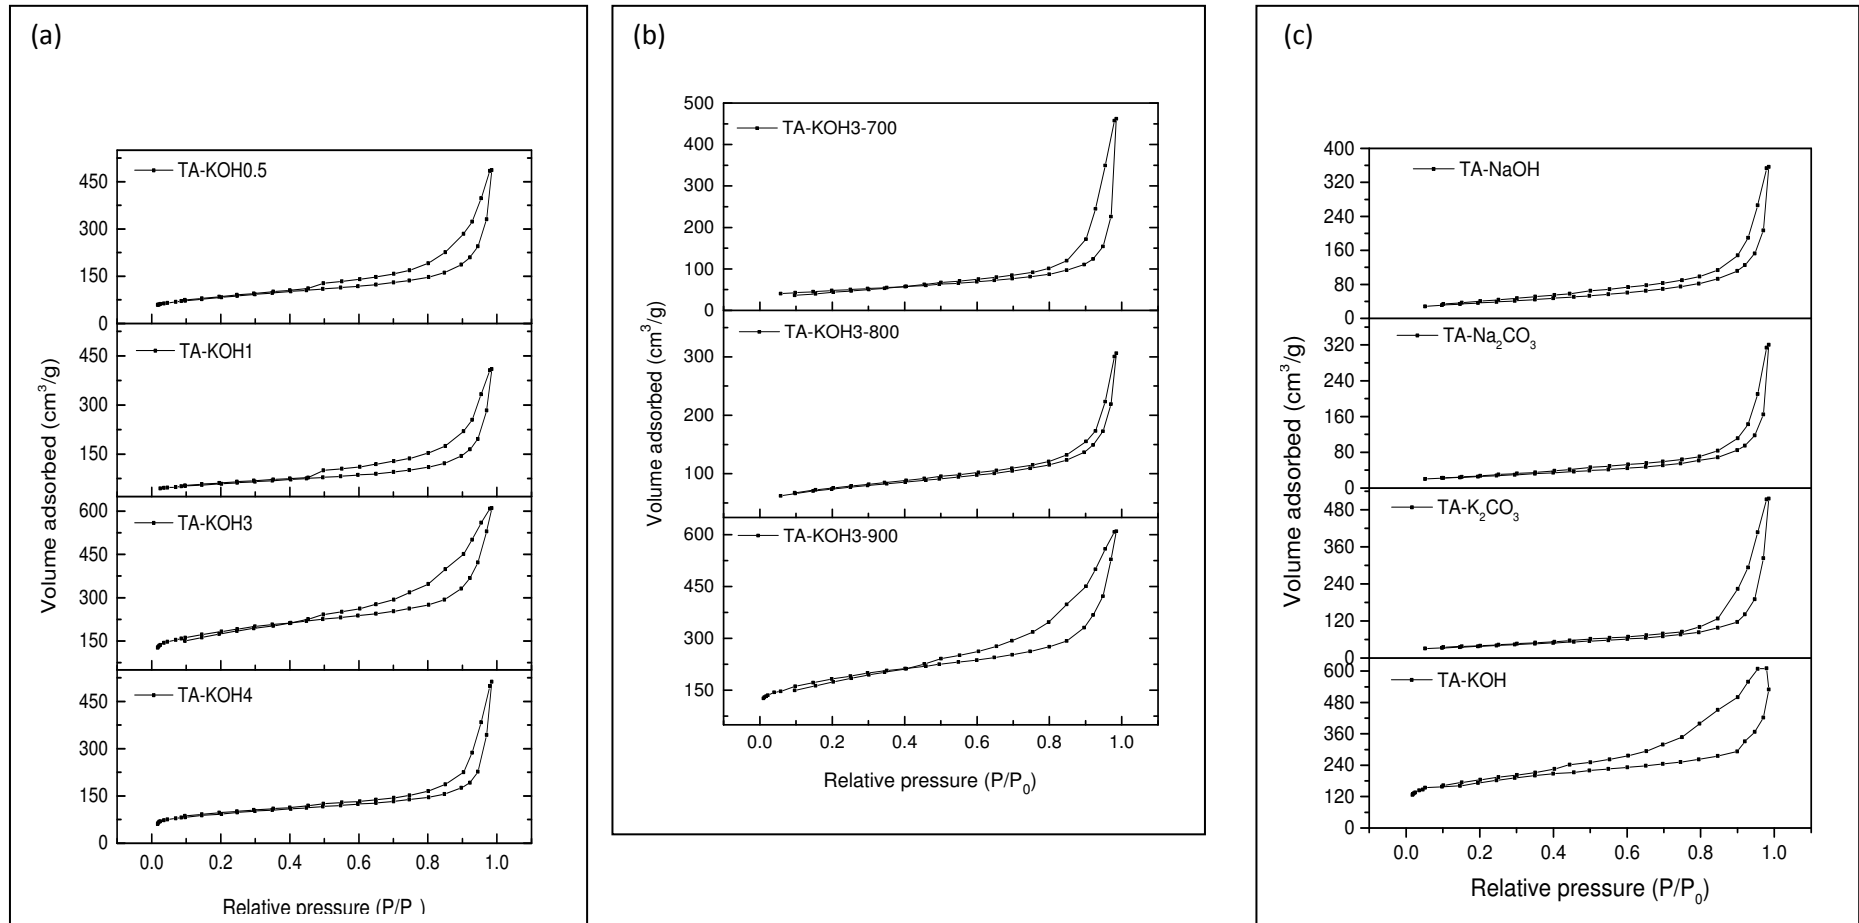 (a)
TA-KOH0.5
450
300
150
0
TA-KOH1
450
300
150
TA-KOH3
600
450
300
150
TA-KOH4
450
300
150
0
0.0 0.2 0.4 0.6 0.8 1.0
Volume adsorbed (cm³/g)
Relative pressure (P/P )
(b)
TA-KOH3-700
500
400
300
200
100
0
TA-KOH3-800
300
200
100
TA-KOH3-900
600
450
300
150
0.0 0.2 0.4 0.6 0.8 1.0
Volume adsorbed (cm³/g)
Relative pressure (P/P₀)
(c)
TA-NaOH
400
320
240
160
80
0
TA-Na₂CO₃
320
240
160
80
0
TA-K₂CO₃
480
360
240
120
0
TA-KOH
600
480
360
240
120
0
0.0 0.2 0.4 0.6 0.8 1.0
Volume adsorbed (cm³/g)
Relative pressure (P/P₀)